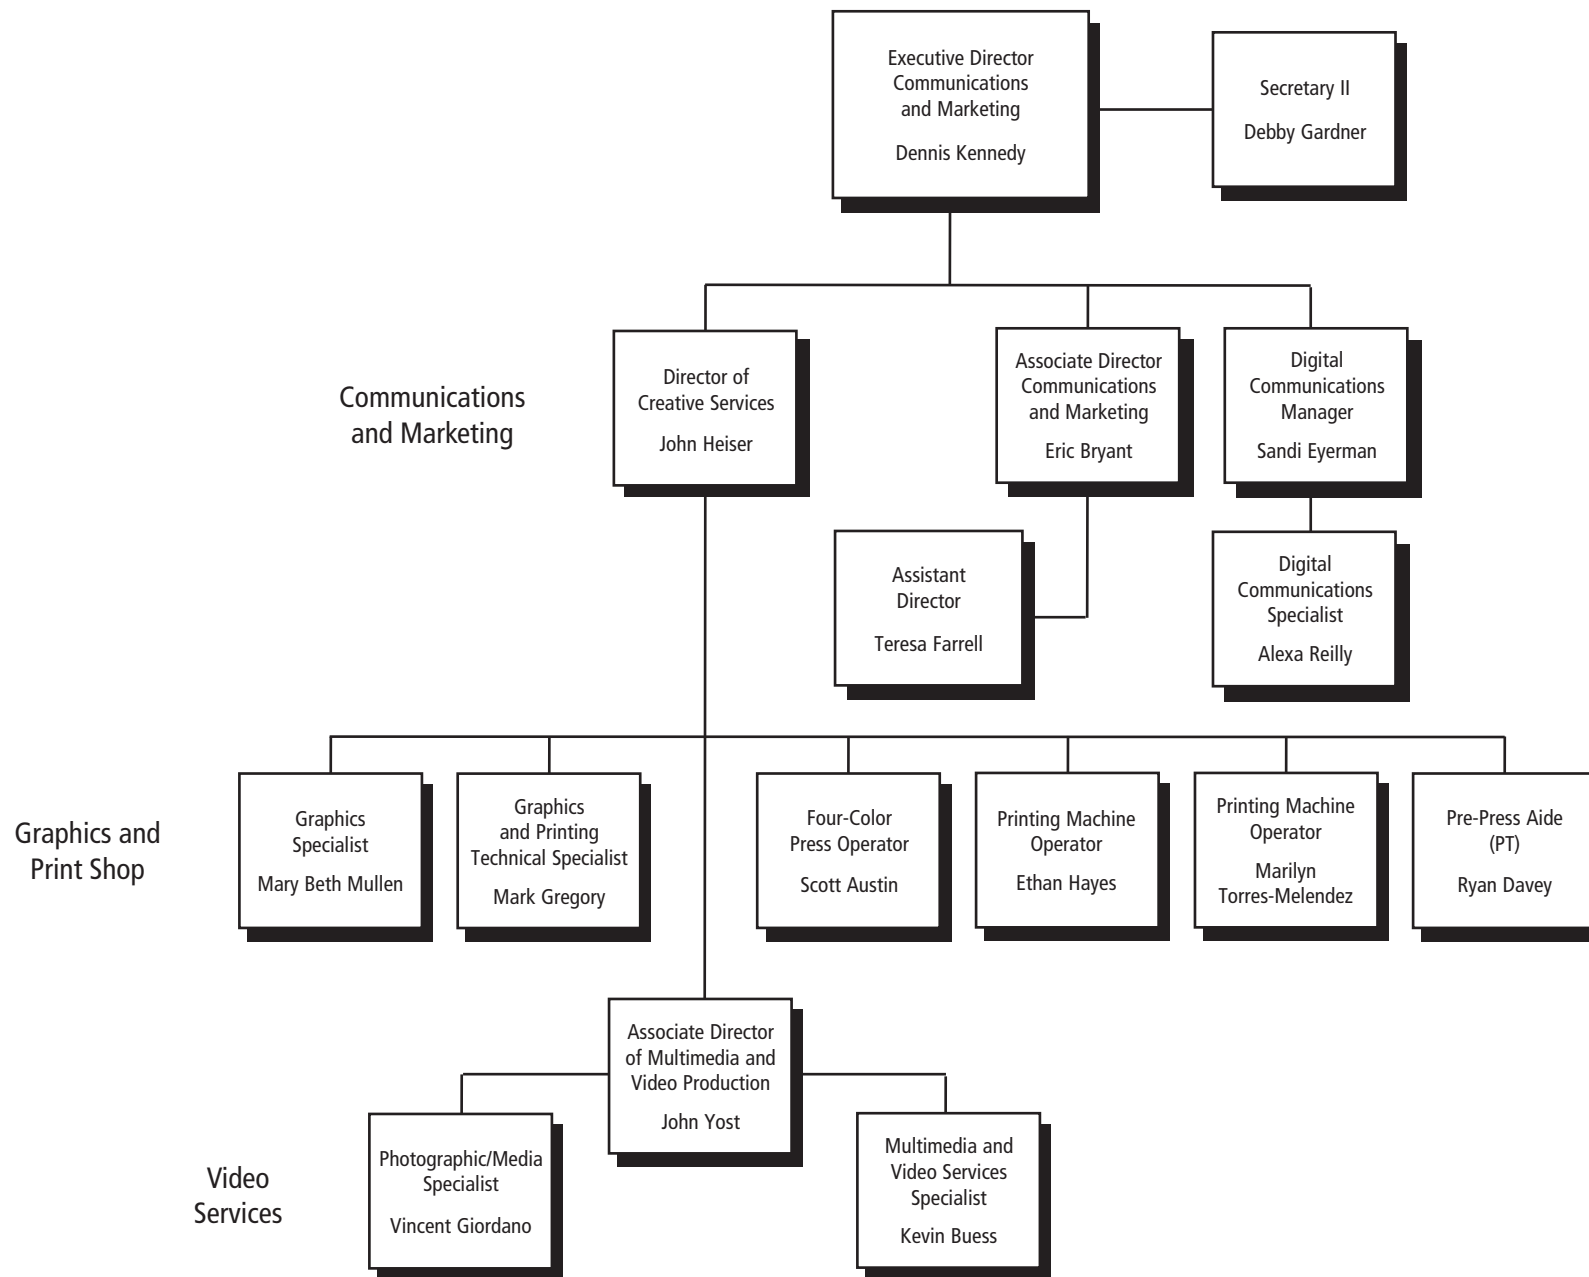 Executive Director
Communications
and Marketing
Dennis Kennedy
Secretary II
Debby Gardner
Communications
and Marketing
Director of
Creative Services
John Heiser
Associate Director
Communications
and Marketing
Eric Bryant
Digital
Communications
Manager
Sandi Eyerman
Assistant
Director
Teresa Farrell
Digital
Communications
Specialist
Alexa Reilly
Graphics and
Print Shop
Graphics
Specialist
Mary Beth Mullen
Graphics
and Printing
Technical Specialist
Mark Gregory
Four-Color
Press Operator
Scott Austin
Printing Machine
Operator
Ethan Hayes
Printing Machine
Operator
Marilyn
Torres-Melendez
Pre-Press Aide
(PT)
Ryan Davey
Associate Director
of Multimedia and
Video Production
John Yost
Video
Services
Photographic/Media
Specialist
Vincent Giordano
Multimedia and
Video Services
Specialist
Kevin Buess